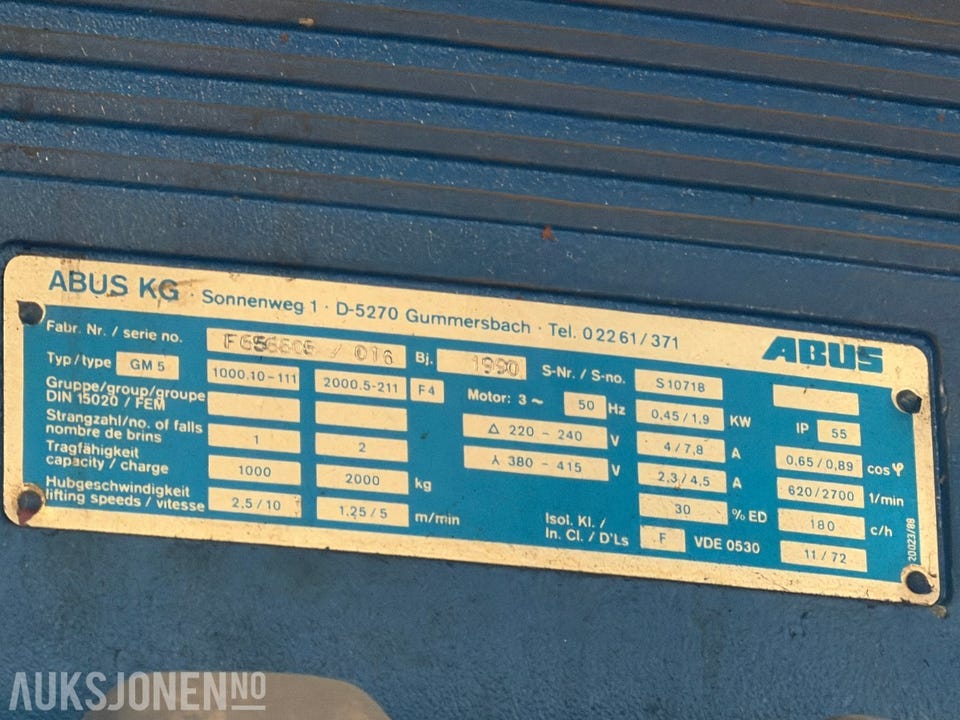 ABUS KG · Sonnenweg 1 · D-5270 Gummersbach · Tel. 02261/371
ABUS
Fabr. Nr. / serie no. / 016 Bj. 1990 S-Nr. / S-no. S10718
Typ/type GM 5 1000.10-111 2000.5-211 F4 Motor: 3 ~ 50 Hz 0,45/1,9 KW IP 55
Gruppe/group/groupe
DIN 15020 / FEM
Δ 220 - 240 V 4/7,8 A 0,65/0,89 cos φ
Strangzahl/no. of falls
nombre de brins 1 2
⅄ 380 - 415 V 2,3/4,5 A 620/2700 1/min
Tragfähigkeit
capacity / charge 1000 2000 kg
30 % ED 180 c/h
Hubgeschwindigkeit
lifting speeds / vitesse 2,5/10 1,25/5 m/min
Isol. Kl. /
In. Cl. / D'Ls F VDE 0530 11/72
20023/88
AUKSJONEN NO